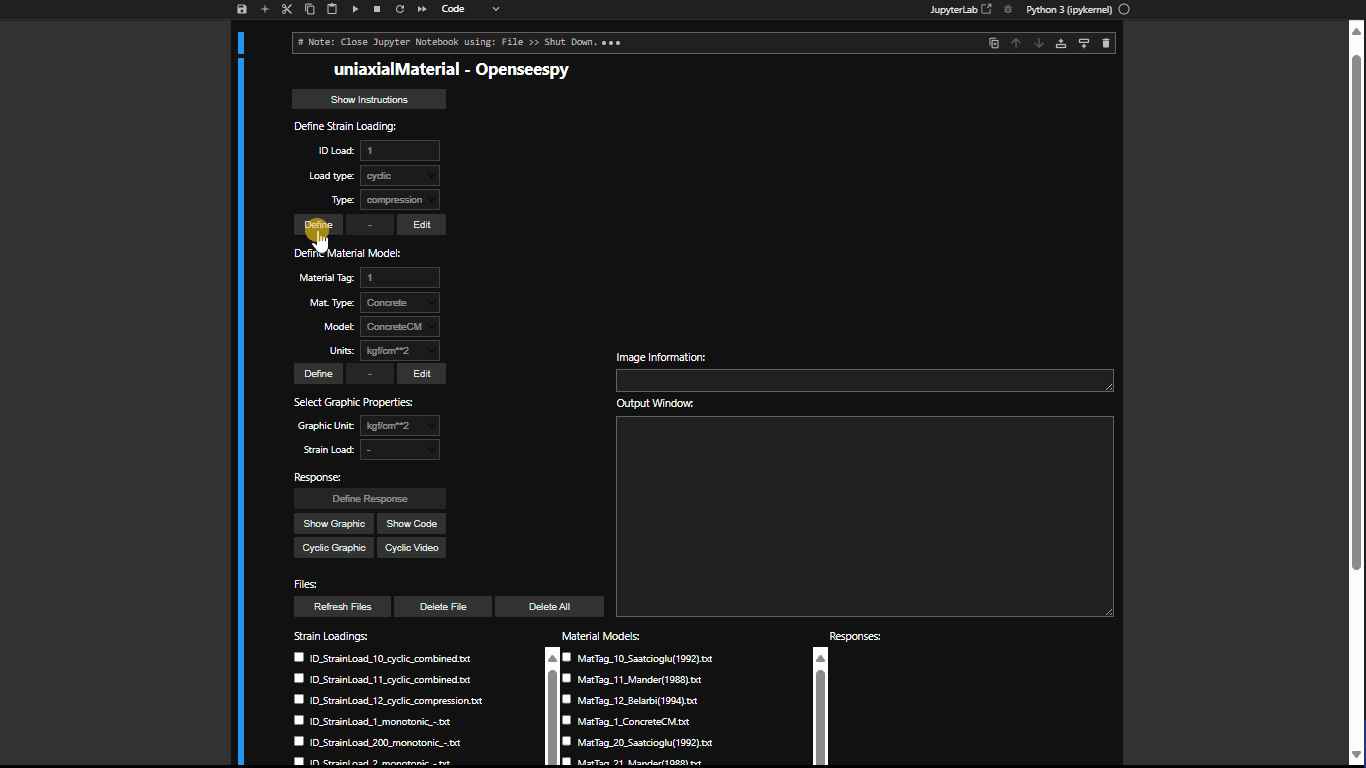 Code
JupyterLab
Python 3 (ipykernel)
# Note: Close Jupyter Notebook using: File >> Shut Down. •••
uniaxialMaterial - Openseespy
Show Instructions
Define Strain Loading:
ID Load: 1
Load type: cyclic
Type: compression
Define - Edit
Define Material Model:
Material Tag: 1
Mat. Type: Concrete
Model: ConcreteCM
Units: kgf/cm**2
Define - Edit
Select Graphic Properties:
Graphic Unit: kgf/cm**2
Strain Load: -
Response:
Define Response
Show Graphic Show Code
Cyclic Graphic Cyclic Video
Image Information:
Output Window:
Files:
Refresh Files Delete File Delete All
Strain Loadings:
ID_StrainLoad_10_cyclic_combined.txt
ID_StrainLoad_11_cyclic_combined.txt
ID_StrainLoad_12_cyclic_compression.txt
ID_StrainLoad_1_monotonic_-.txt
ID_StrainLoad_200_monotonic_-.txt
ID_StrainLoad_2_monotonic_-.txt
Material Models:
MatTag_10_Saatcioglu(1992).txt
MatTag_11_Mander(1988).txt
MatTag_12_Belarbi(1994).txt
MatTag_1_ConcreteCM.txt
MatTag_20_Saatcioglu(1992).txt
MatTag_21_Mander(1988).txt
Responses: